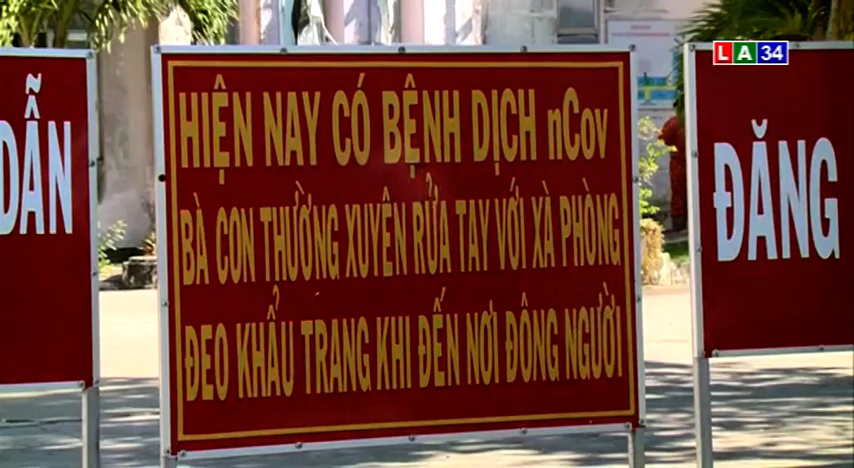 LA34
DẪN
HIỆN NAY CÓ BỆNH DỊCH nCov
BÀ CON THƯỜNG XUYÊN RỬA TAY VỚI XÀ PHÒNG
ĐEO KHẨU TRANG KHI ĐẾN NƠI ĐÔNG NGƯỜI
ĐĂNG